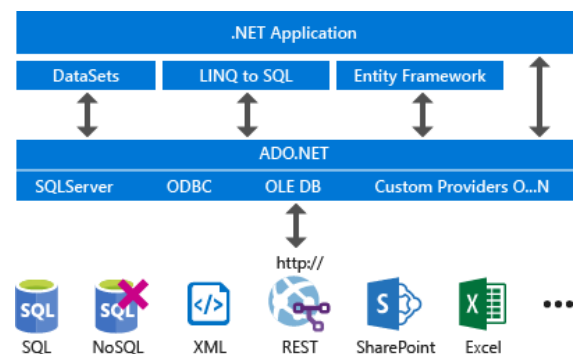 .NET Application
DataSets LINQ to SQL Entity Framework
ADO.NET
SQLServer ODBC OLE DB Custom Providers O...N
http://
SQL SQL </> S X
SQL NoSQL XML REST SharePoint Excel